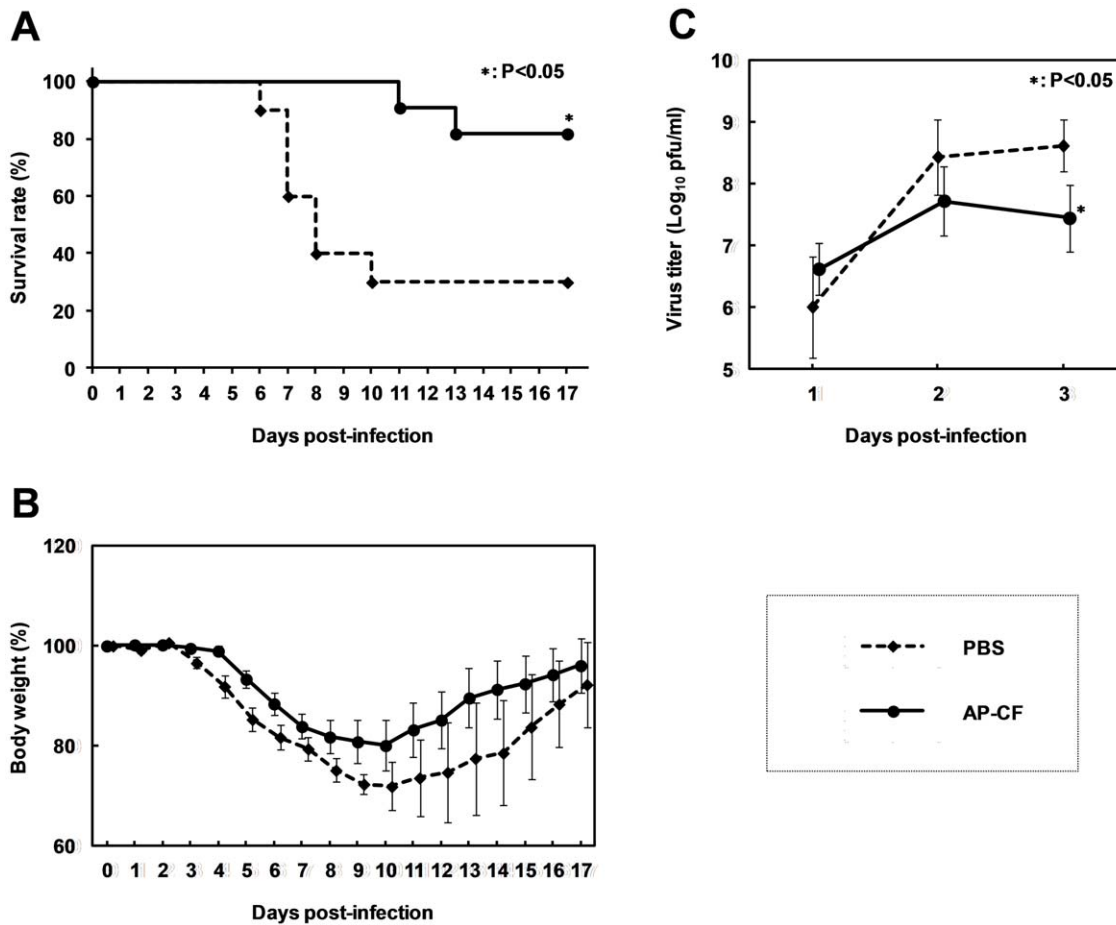 A
*: P<0.05
Survival rate (%)
100
80
60
40
20
0
*
0 1 2 3 4 5 6 7 8 9 10 11 12 13 14 15 16 17
Days post-infection
B
Body weight (%)
120
100
80
60
0 1 2 3 4 5 6 7 8 9 10 11 12 13 14 15 16 17
Days post-infection
C
*: P<0.05
Virus titer (Log10 pfu/ml)
10
9
8
7
6
5
*
1 2 3
Days post-infection
PBS
AP-CF